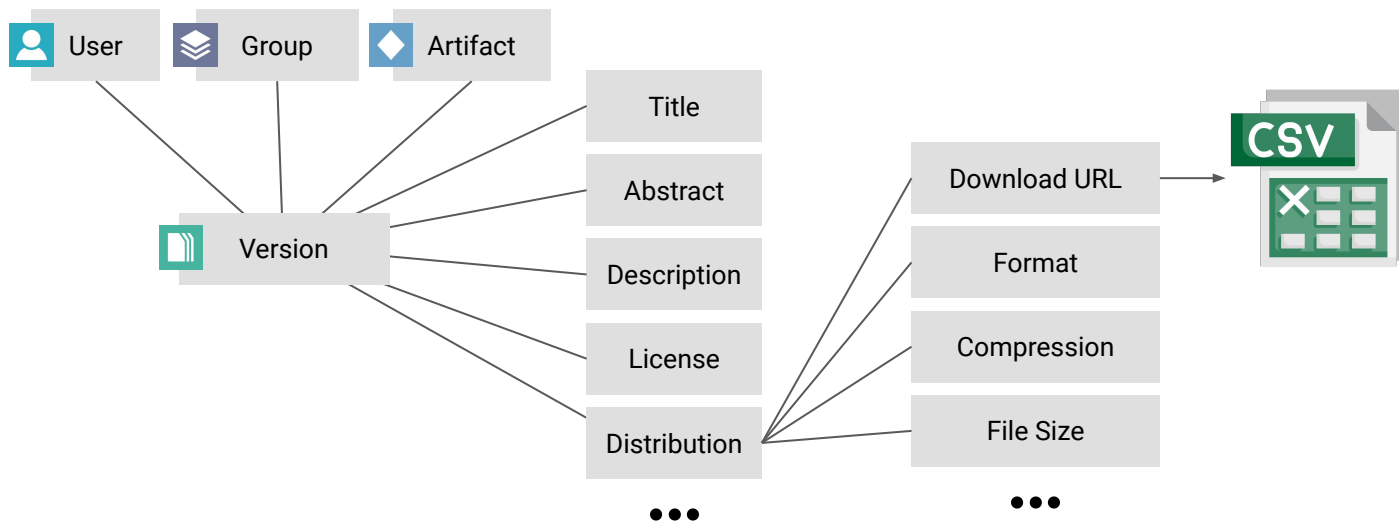 User
Group
Artifact
Version
Title
Abstract
Description
License
Distribution
•••
Download URL
Format
Compression
File Size
•••
CSV